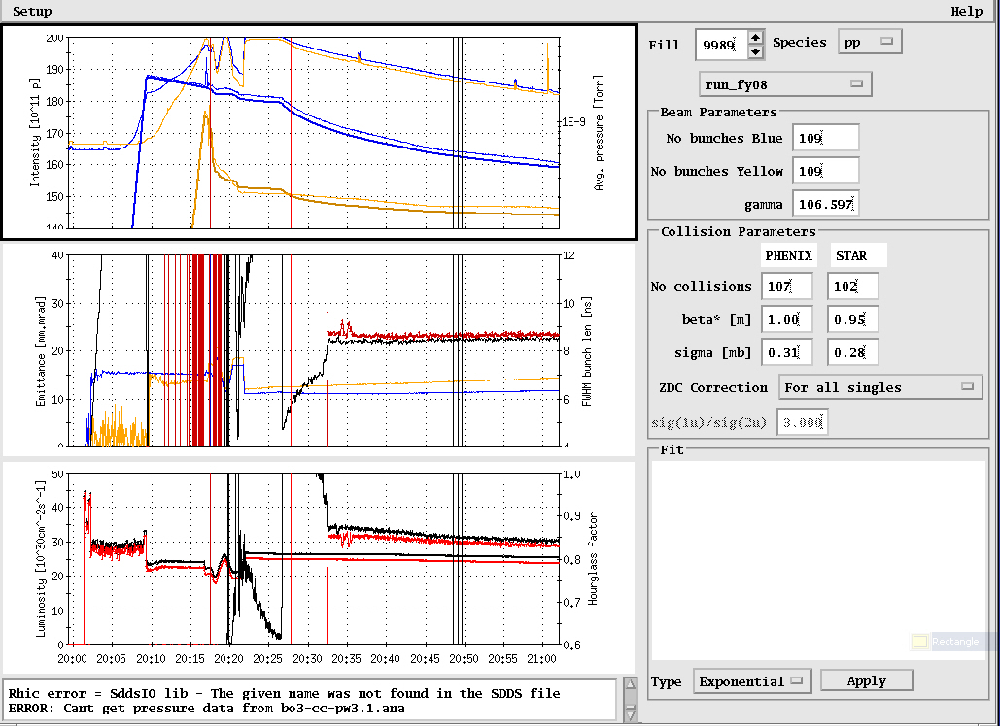 Setup Help
200
190
180
170
160
150
140
Intensity [10^11 p]
1E-9
Avg. pressure [Torr]
40
30
20
10
0
Emittance [mm.mrad]
12
10
8
6
4
FWHM bunch len [ns]
50
40
30
20
10
0
Luminosity [10^30cm^-2s^-1]
1.0
0.9
0.8
0.7
0.6
Hourglass factor
20:00 20:05 20:10 20:15 20:20 20:25 20:30 20:35 20:40 20:45 20:50 20:55 21:00
Rhic error = SddsIO lib - The given name was not found in the SDDS file
ERROR: Cant get pressure data from bo3-cc-pw3.1.ana
Fill 9989 Species pp
run_fy08
Beam Parameters
No bunches Blue 109
No bunches Yellow 109
gamma 106.597
Collision Parameters
PHENIX STAR
No collisions 107 102
beta* [m] 1.00 0.95
sigma [mb] 0.31 0.28
ZDC Correction For all singles
sig(1u)/sig(2u) 3.000
Fit
Rectangle
Type Exponential Apply